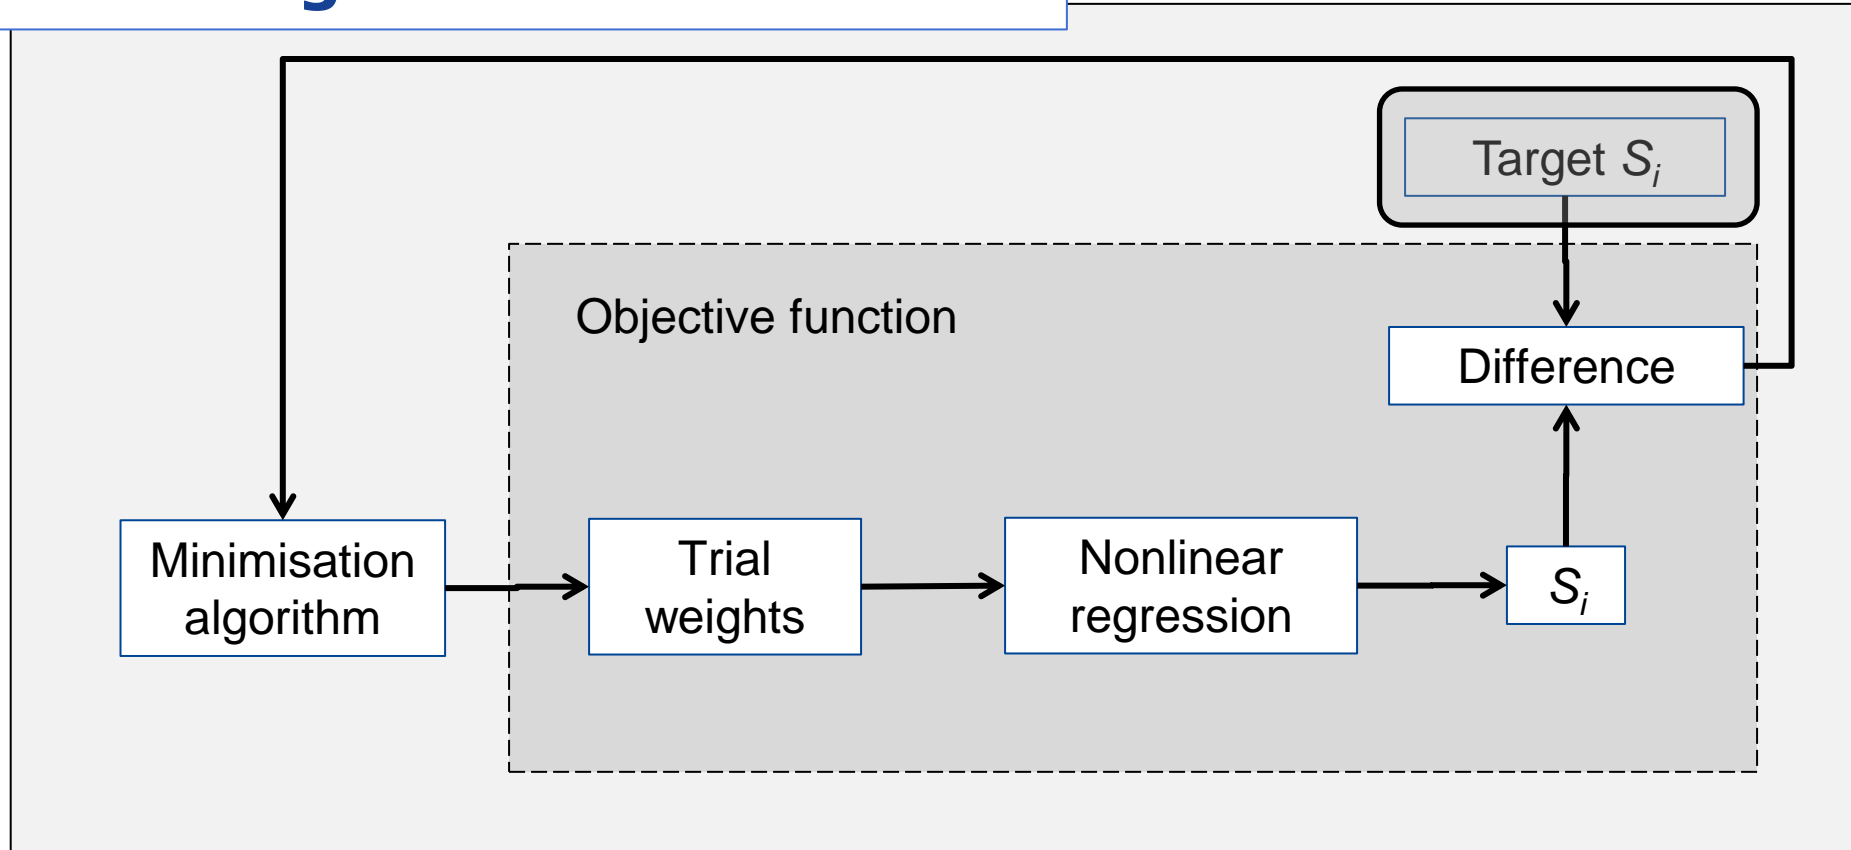 Target Sᵢ
Objective function
Difference
Minimisation
algorithm
Trial
weights
Nonlinear
regression
Sᵢ